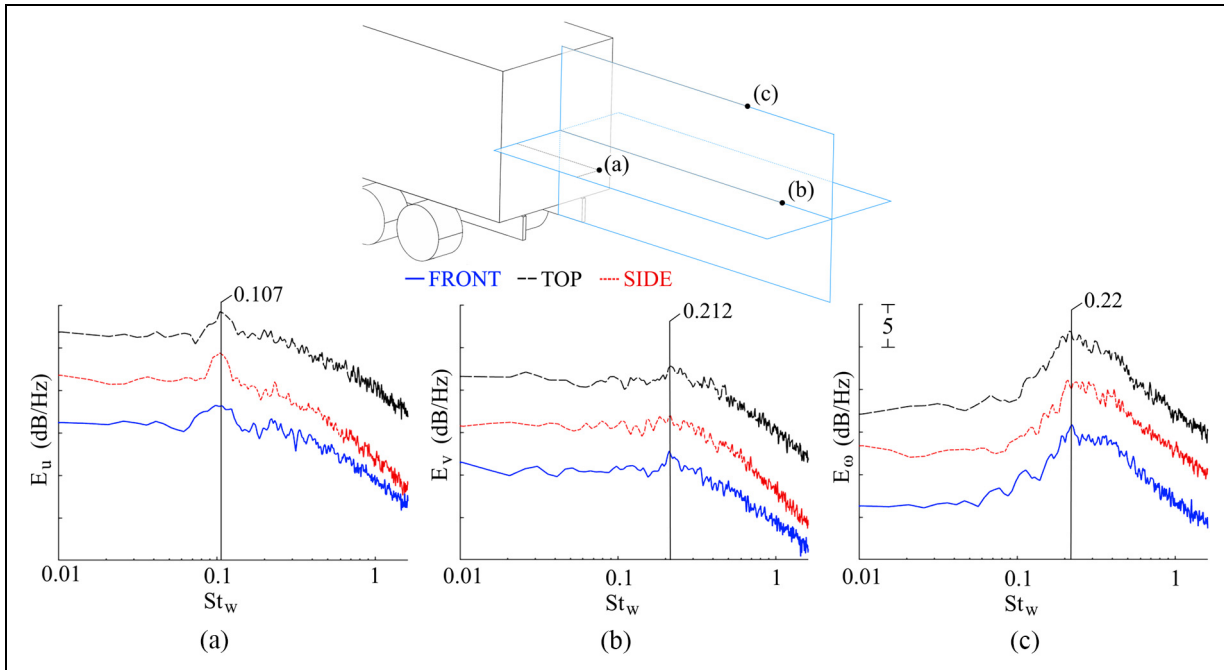 (c)
(a)
(b)
FRONT TOP SIDE
0.107
E_u (dB/Hz)
0.01 0.1 1
St_w
(a)
0.212
E_v (dB/Hz)
0.01 0.1 1
St_w
(b)
0.22
5
E_ω (dB/Hz)
0.01 0.1 1
St_w
(c)